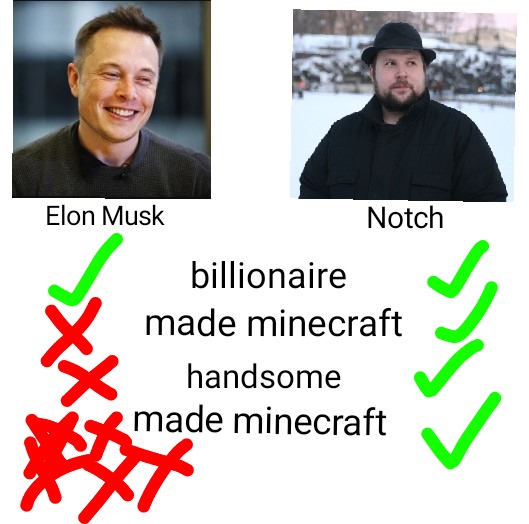 Elon Musk
Notch
billionaire
made minecraft
handsome
made minecraft